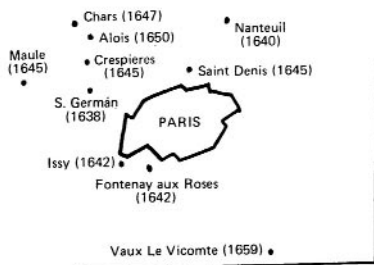 Chars (1647)
Alois (1650)
Nanteuil
(1640)
Maule
(1645)
Crespieres
(1645)
Saint Denis (1645)
S. Germán
(1638)
PARIS
Issy (1642)
Fontenay aux Roses
(1642)
Vaux Le Vicomte (1659)